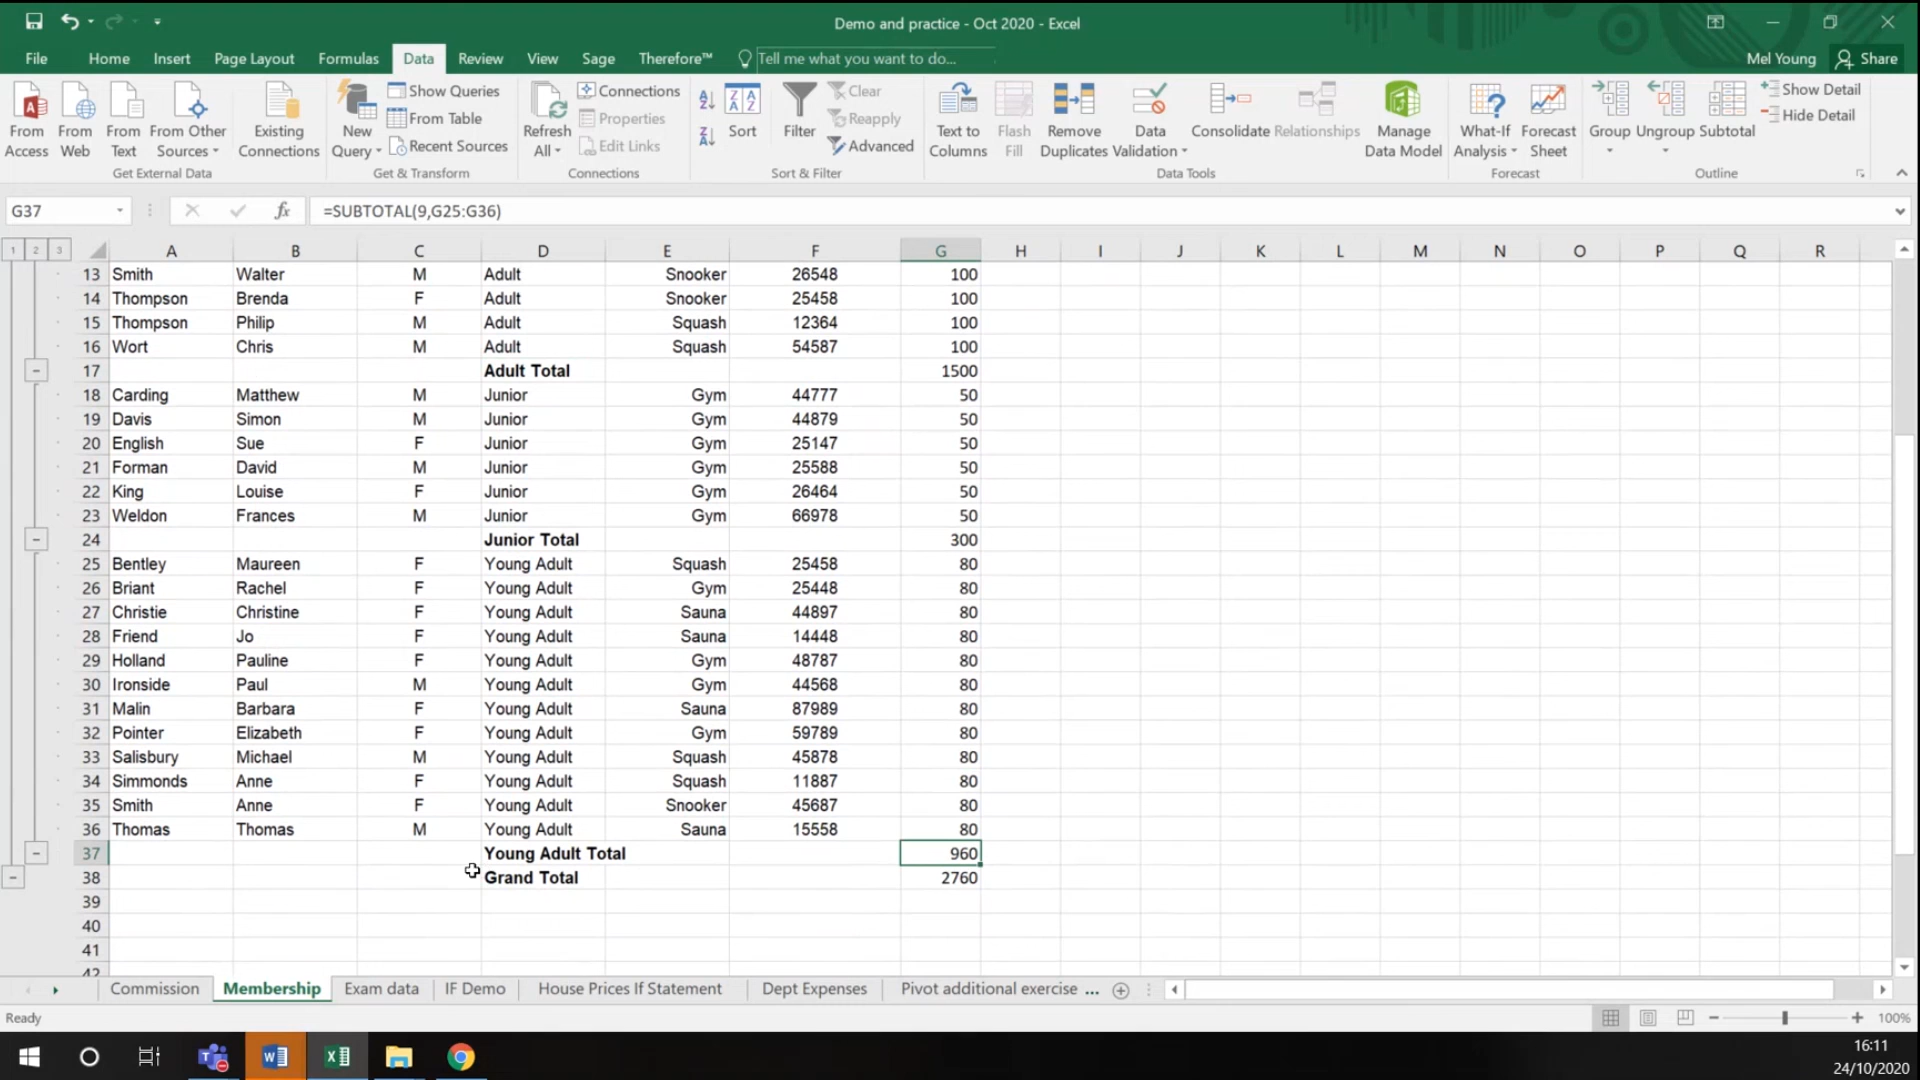 Demo and practice - Oct 2020 - Excel
File Home Insert Page Layout Formulas Data Review View Sage Therefore™ Tell me what you want to do... Mel Young Share
From Access From Web From Text From Other Sources Existing Connections
New Query Show Queries From Table Recent Sources
Refresh All Connections Properties Edit Links
A Z Z A Z A A Z Sort Filter Clear Reapply Advanced
Text to Columns Flash Fill Remove Duplicates Data Validation Consolidate Relationships Manage Data Model
What-If Analysis Forecast Sheet Group Ungroup Subtotal Show Detail Hide Detail
Get External Data Get & Transform Connections Sort & Filter Data Tools Forecast Outline
G37 fx =SUBTOTAL(9,G25:G36)
1 2 3 A B C D E F G H I J K L M N O P Q R
13 Smith Walter M Adult Snooker 26548 100
14 Thompson Brenda F Adult Snooker 25458 100
15 Thompson Philip M Adult Squash 12364 100
16 Wort Chris M Adult Squash 54587 100
17 Adult Total 1500
18 Carding Matthew M Junior Gym 44777 50
19 Davis Simon M Junior Gym 44879 50
20 English Sue F Junior Gym 25147 50
21 Forman David M Junior Gym 25588 50
22 King Louise F Junior Gym 26464 50
23 Weldon Frances M Junior Gym 66978 50
24 Junior Total 300
25 Bentley Maureen F Young Adult Squash 25458 80
26 Briant Rachel F Young Adult Gym 25448 80
27 Christie Christine F Young Adult Sauna 44897 80
28 Friend Jo F Young Adult Sauna 14448 80
29 Holland Pauline F Young Adult Gym 48787 80
30 Ironside Paul M Young Adult Gym 44568 80
31 Malin Barbara F Young Adult Sauna 87989 80
32 Pointer Elizabeth F Young Adult Gym 59789 80
33 Salisbury Michael M Young Adult Squash 45878 80
34 Simmonds Anne F Young Adult Squash 11887 80
35 Smith Anne F Young Adult Snooker 45687 80
36 Thomas Thomas M Young Adult Sauna 15558 80
37 Young Adult Total 960
38 Grand Total 2760
39
40
41
42
Commission Membership Exam data IF Demo House Prices If Statement Dept Expenses Pivot additional exercise ...
Ready 100%
16:11
24/10/2020